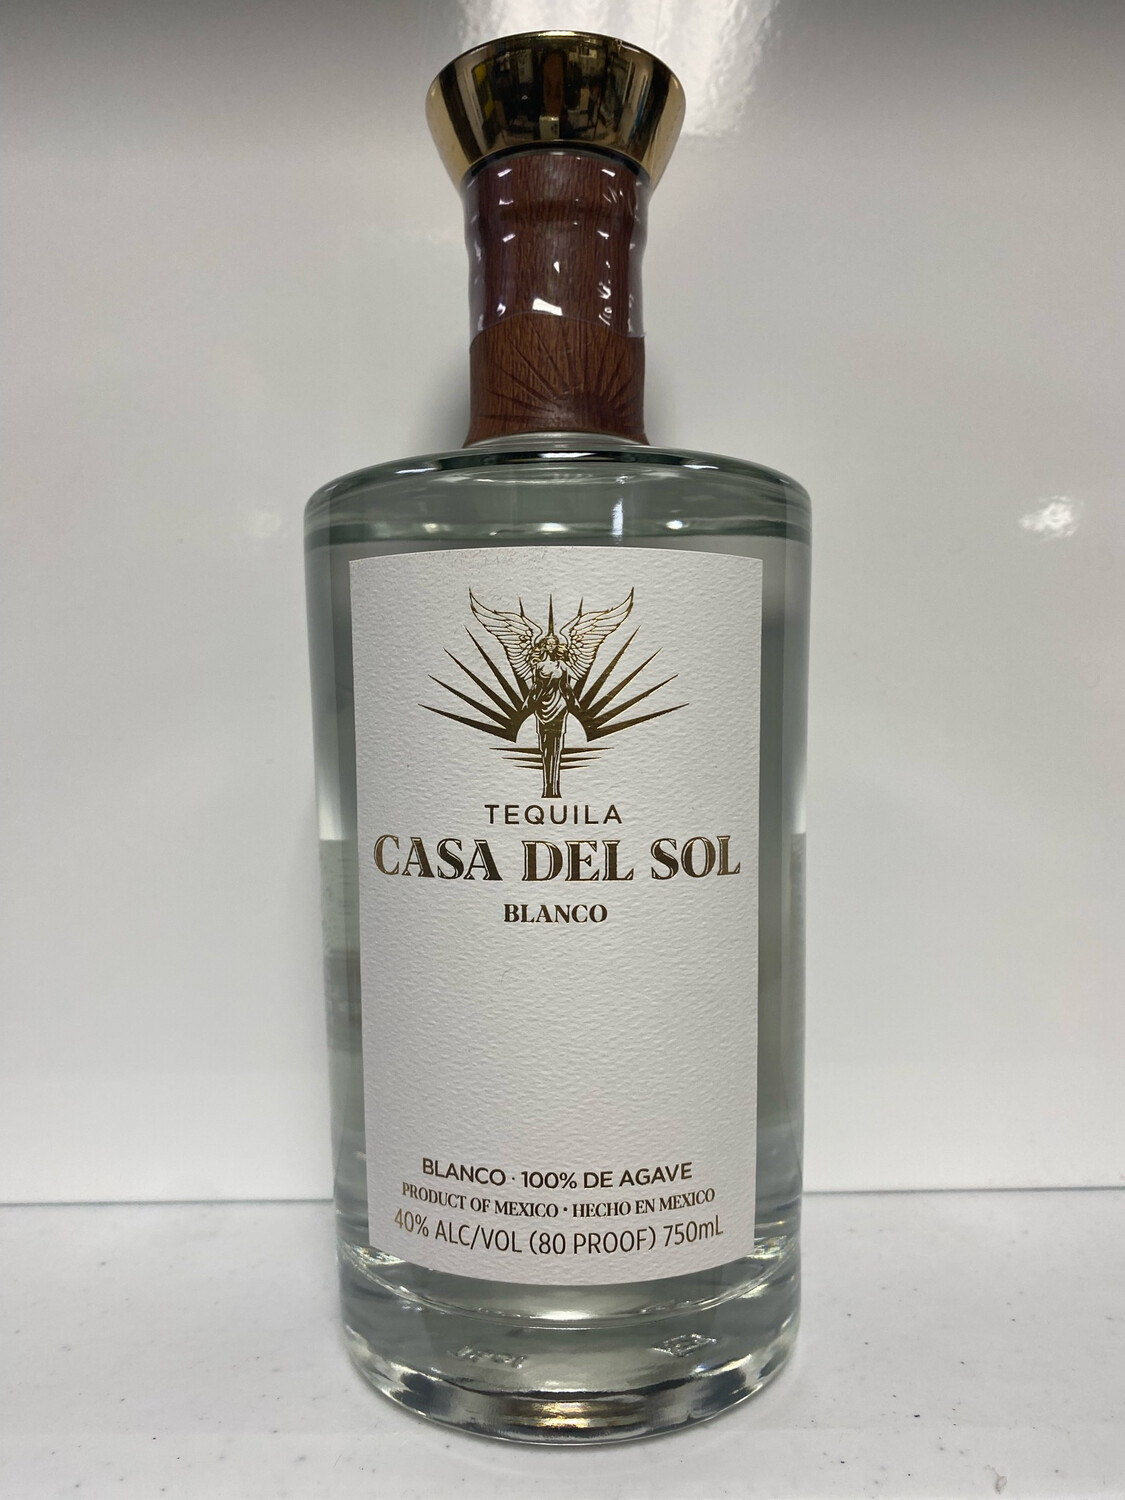 TEQUILA
CASA DEL SOL
BLANCO
BLANCO · 100% DE AGAVE
PRODUCT OF MEXICO · HECHO EN MEXICO
40% ALC/VOL (80 PROOF) 750mL